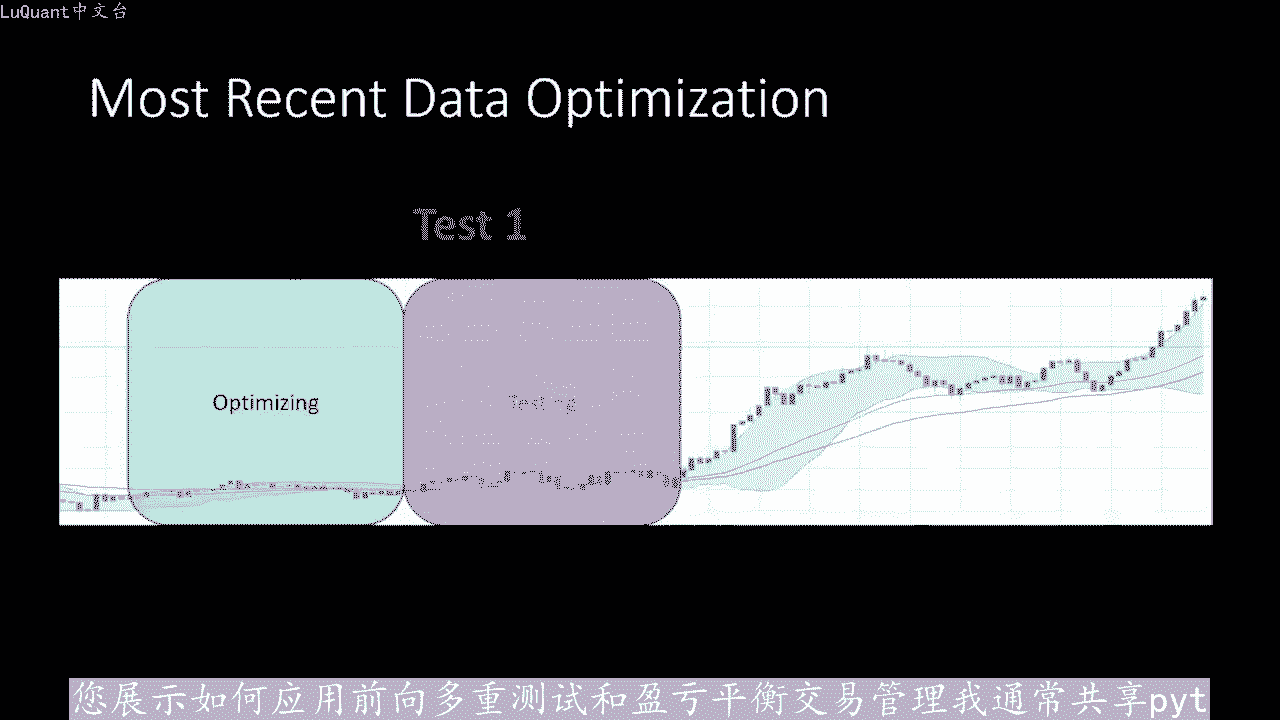 LuQuant中文台
Most Recent Data Optimization
Test 1
Optimizing
Testing
您展示如何应用前向多重测试和盈亏平衡交易管理我通常共享pyt